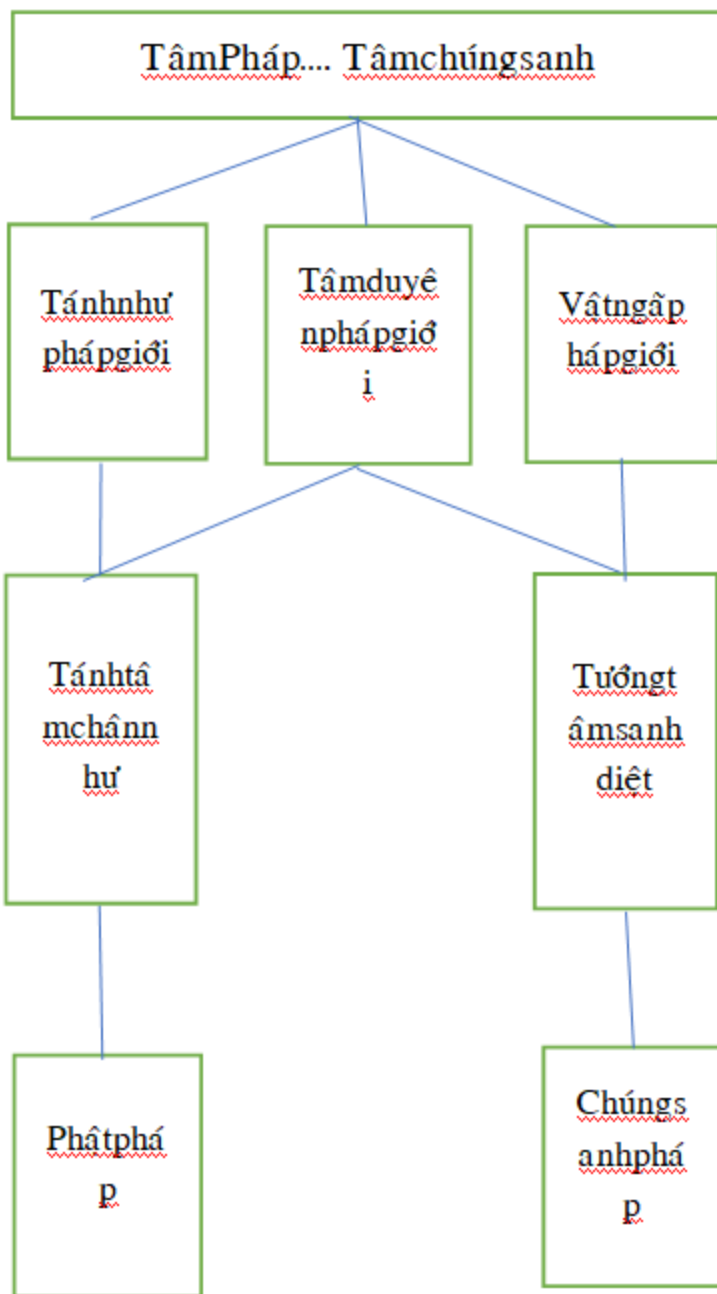 TâmPháp.... Tâmchúngsanh
Tánhnhư
phápgiới
Tâmduyê
nphápgiớ
i
Vậtngãp
hápgiới
Tánhtâ
mchânn
hư
Tướngt
âmsanh
diệt
Phậtphá
p
Chúngs
anhphá
p